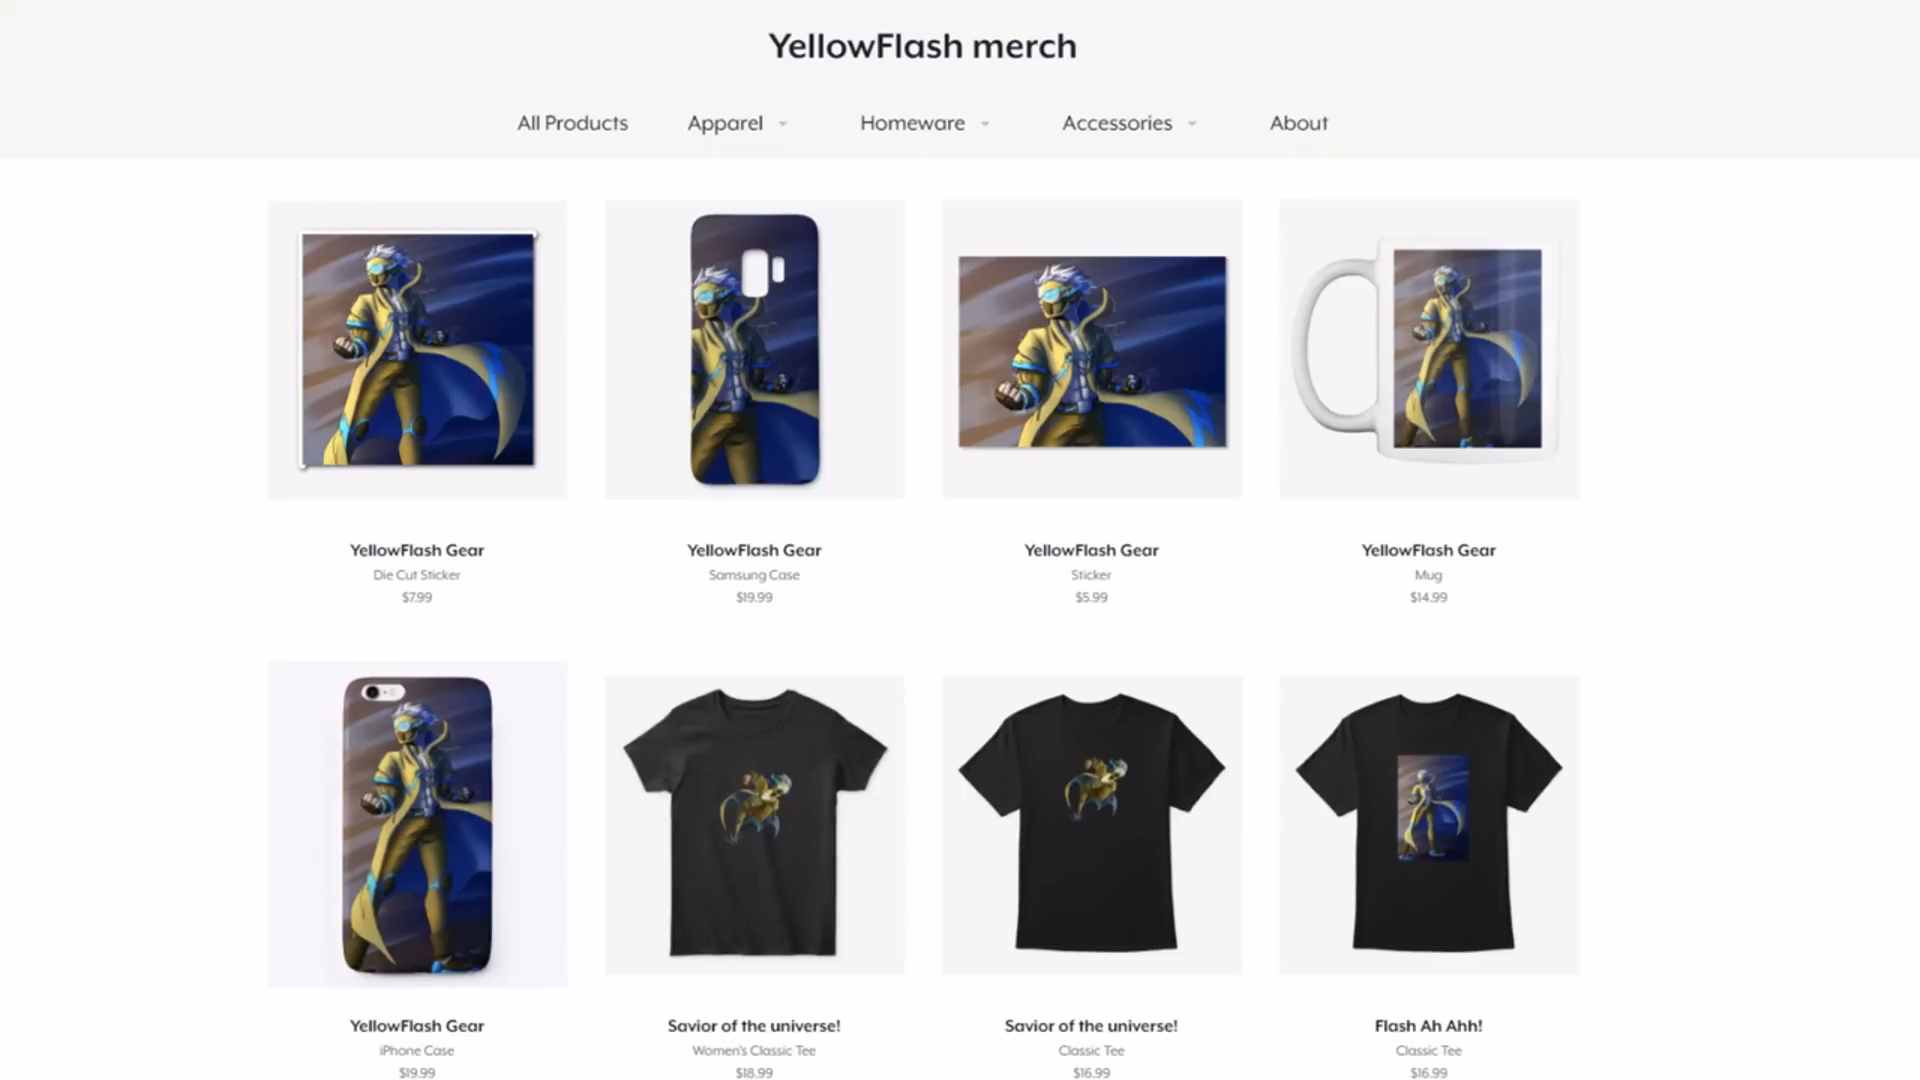 YellowFlash merch
All Products Apparel Homeware Accessories About
YellowFlash Gear
Die Cut Sticker
$7.99
YellowFlash Gear
Samsung Case
$19.99
YellowFlash Gear
Sticker
$5.99
YellowFlash Gear
Mug
$14.99
YellowFlash Gear
iPhone Case
$19.99
Savior of the universe!
Women's Classic Tee
$18.99
Savior of the universe!
Classic Tee
$16.99
Flash Ah Ahh!
Classic Tee
$16.99